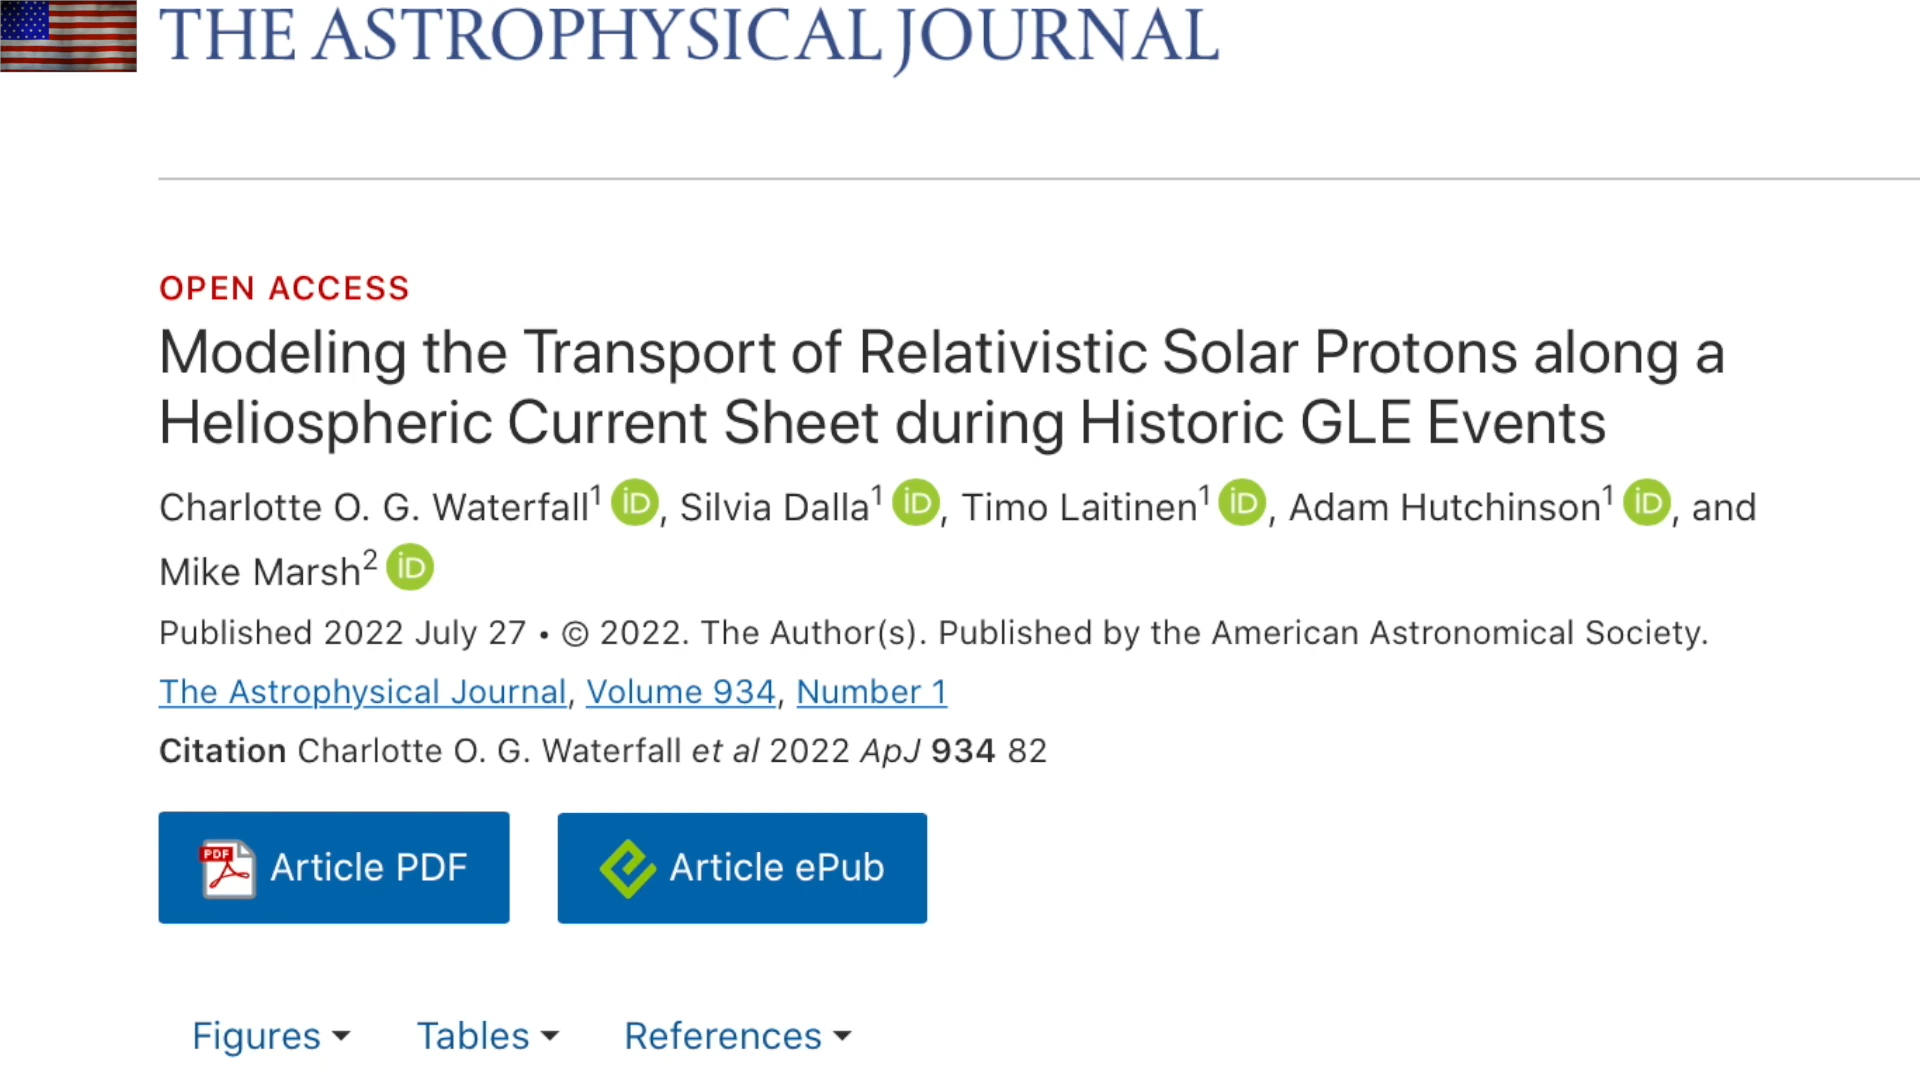 THE ASTROPHYSICAL JOURNAL
OPEN ACCESS
Modeling the Transport of Relativistic Solar Protons along a
Heliospheric Current Sheet during Historic GLE Events
Charlotte O. G. Waterfall1 iD, Silvia Dalla1 iD, Timo Laitinen1 iD, Adam Hutchinson1 iD, and
Mike Marsh2 iD
Published 2022 July 27 • © 2022. The Author(s). Published by the American Astronomical Society.
The Astrophysical Journal, Volume 934, Number 1
Citation Charlotte O. G. Waterfall et al 2022 ApJ 934 82
PDF Article PDF
Article ePub
Figures
Tables
References